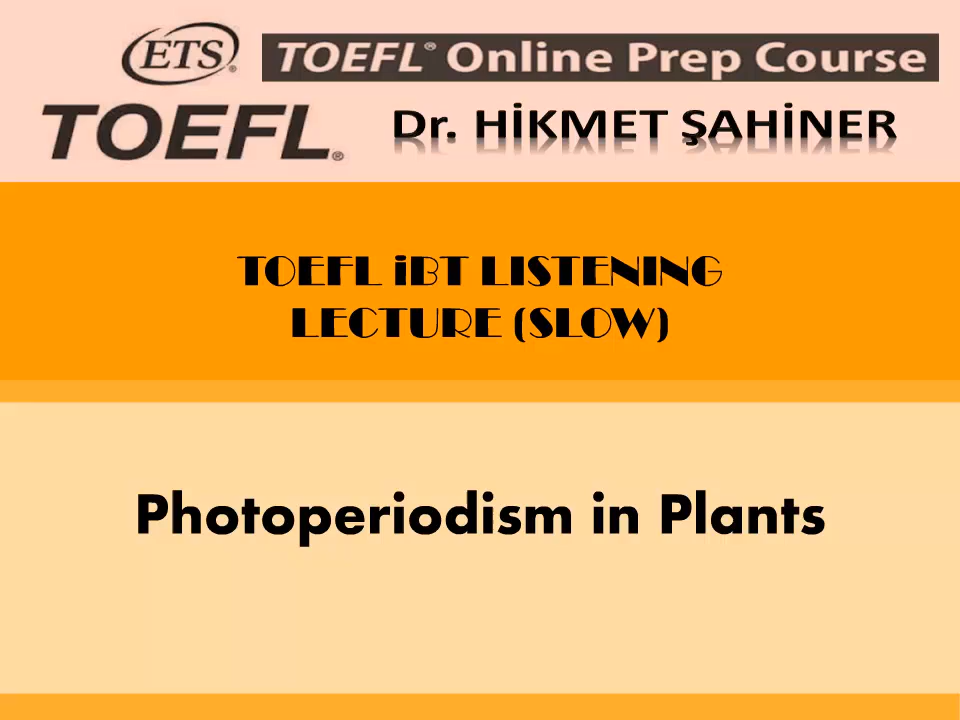 ETS®
TOEFL® Online Prep Course
TOEFL®
Dr. HİKMET ŞAHİNER
TOEFL iBT LISTENING
LECTURE (SLOW)
Photoperiodism in Plants